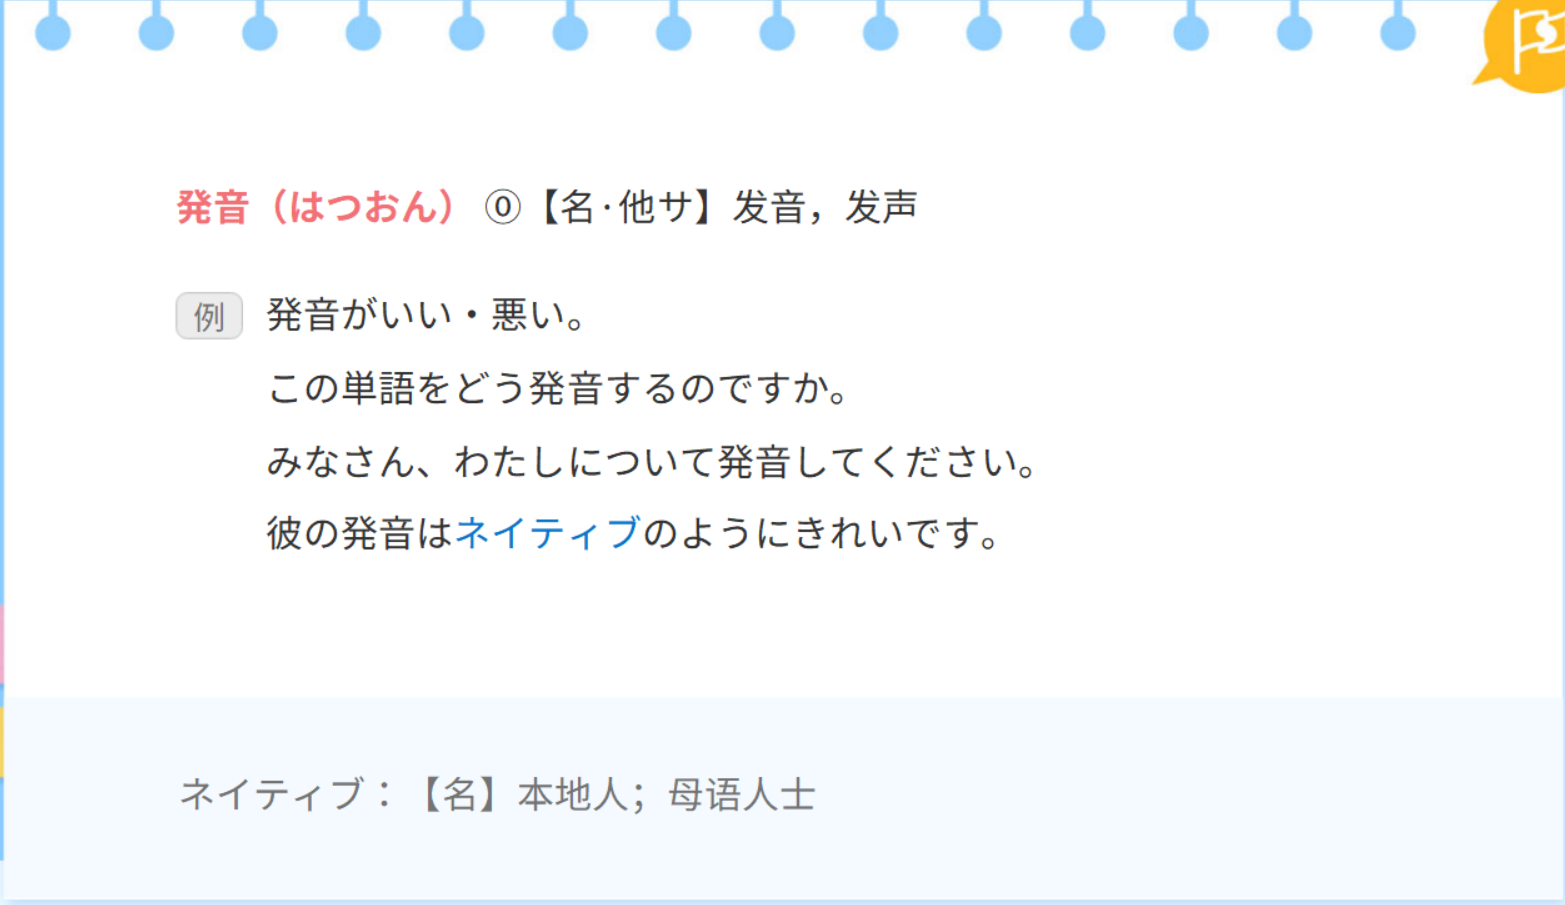 発音（はつおん） ⓪【名·他サ】发音，发声
例 発音がいい・悪い。
この単語をどう発音するのですか。
みなさん、わたしについて発音してください。
彼の発音はネイティブのようにきれいです。
ネイティブ：【名】本地人；母语人士